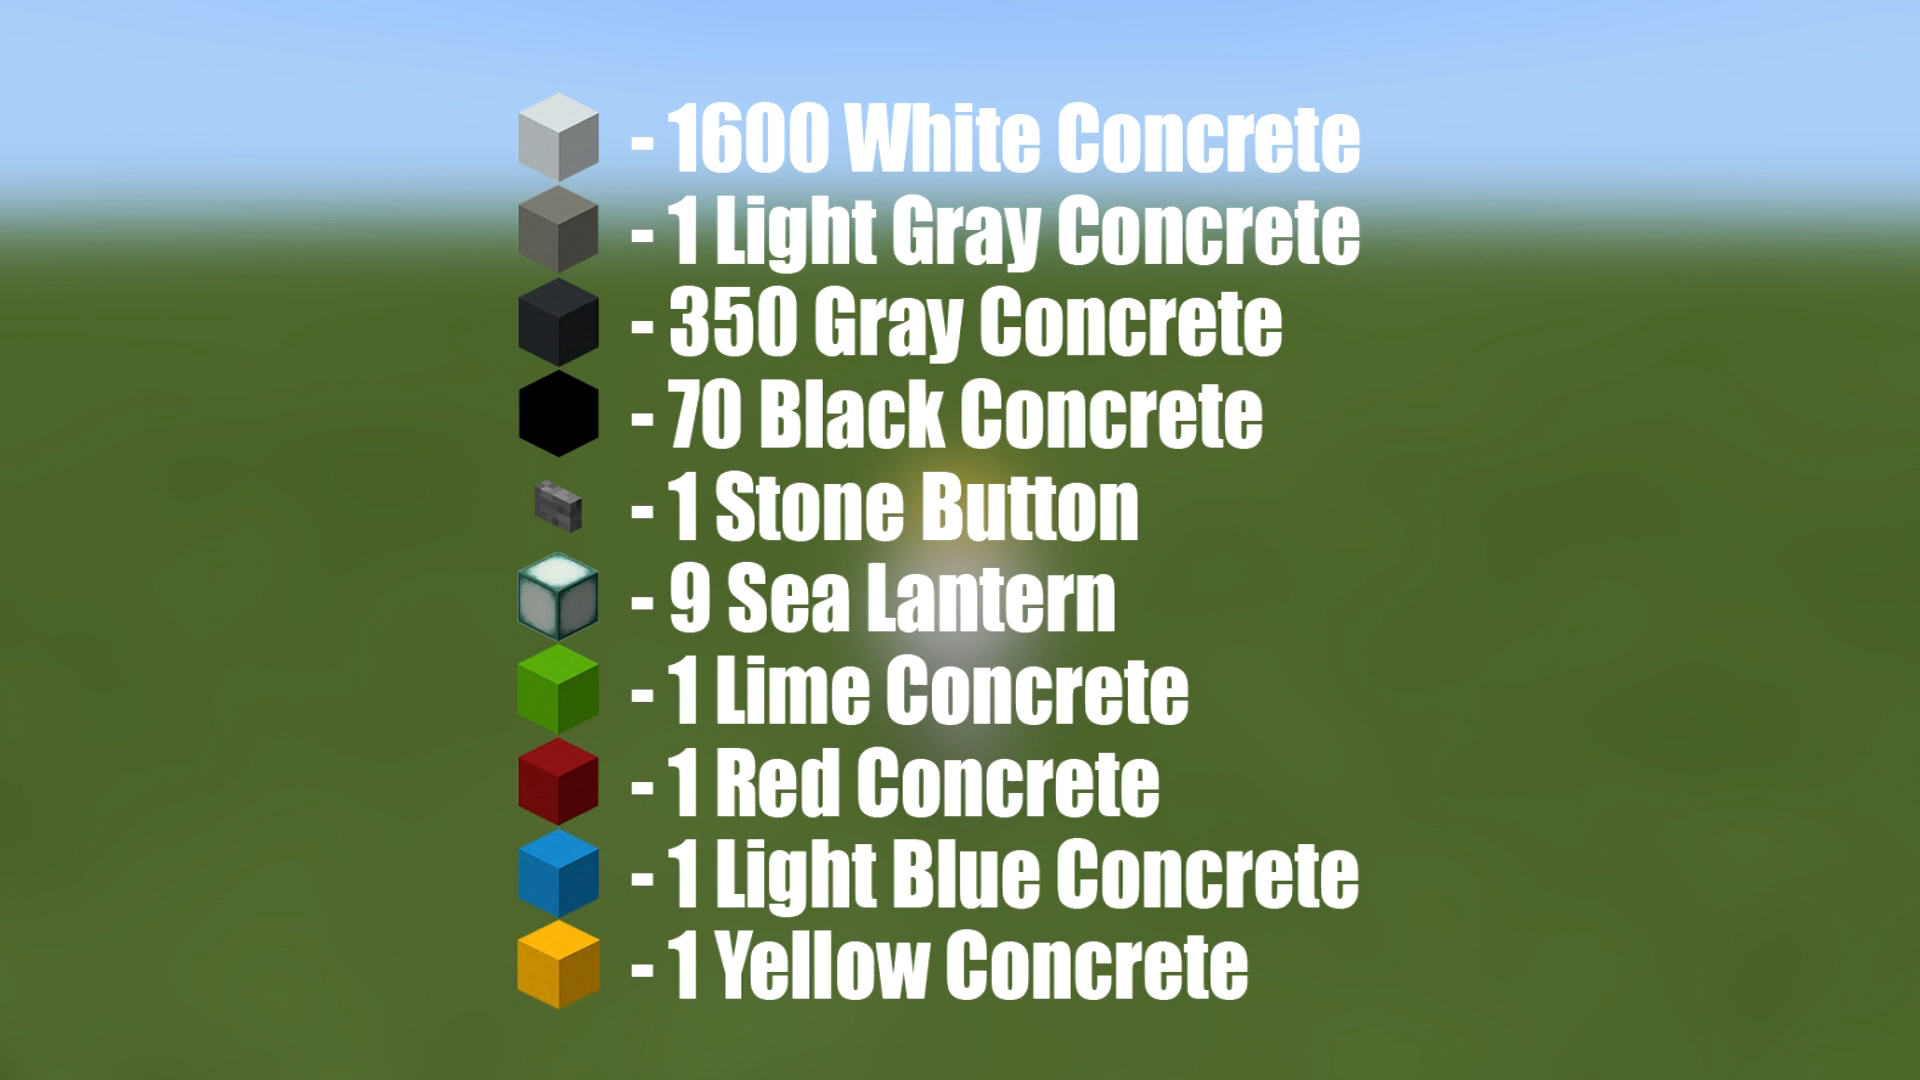 - 1600 White Concrete
- 1 Light Gray Concrete
- 350 Gray Concrete
- 70 Black Concrete
- 1 Stone Button
- 9 Sea Lantern
- 1 Lime Concrete
- 1 Red Concrete
- 1 Light Blue Concrete
- 1 Yellow Concrete